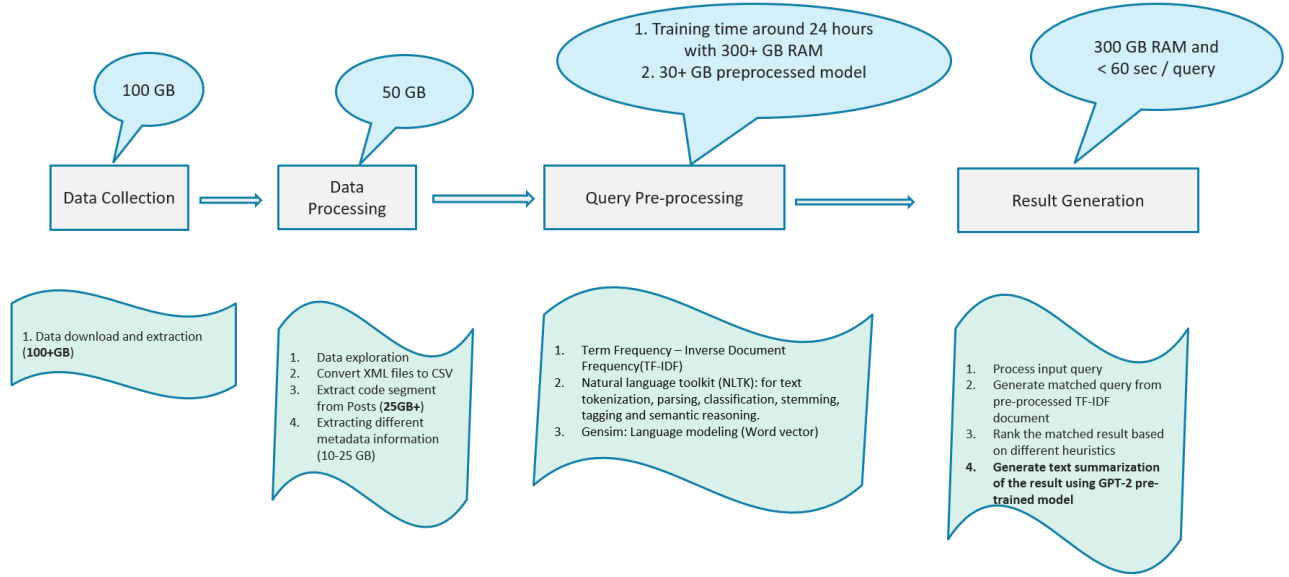 100 GB
50 GB
1. Training time around 24 hours
with 300+ GB RAM
2. 30+ GB preprocessed model
300 GB RAM and
< 60 sec / query
Data Collection
Data
Processing
Query Pre-processing
Result Generation
1. Data download and extraction
(100+GB)
1. Data exploration
2. Convert XML files to CSV
3. Extract code segment
from Posts (25GB+)
4. Extracting different
metadata information
(10-25 GB)
1. Term Frequency – Inverse Document
Frequency(TF-IDF)
2. Natural language toolkit (NLTK): for text
tokenization, parsing, classification, stemming,
tagging and semantic reasoning.
3. Gensim: Language modeling (Word vector)
1. Process input query
2. Generate matched query from
pre-processed TF-IDF
document
3. Rank the matched result based
on different heuristics
4. Generate text summarization
of the result using GPT-2 pre-
trained model